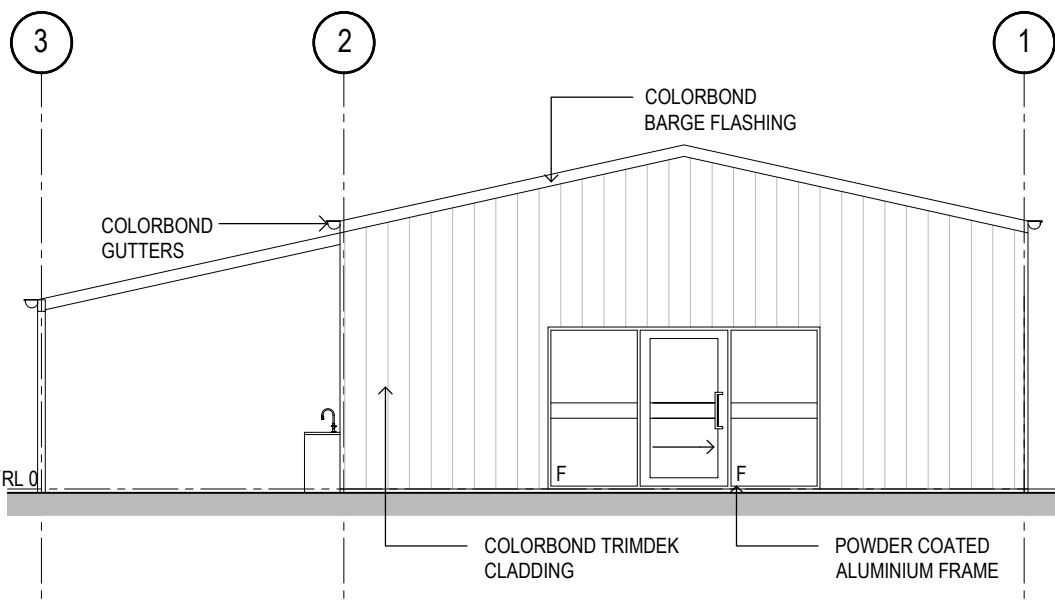 3
2
1
COLORBOND
BARGE FLASHING
COLORBOND
GUTTERS
RL 0
F
F
COLORBOND TRIMDEK
CLADDING
POWDER COATED
ALUMINIUM FRAME